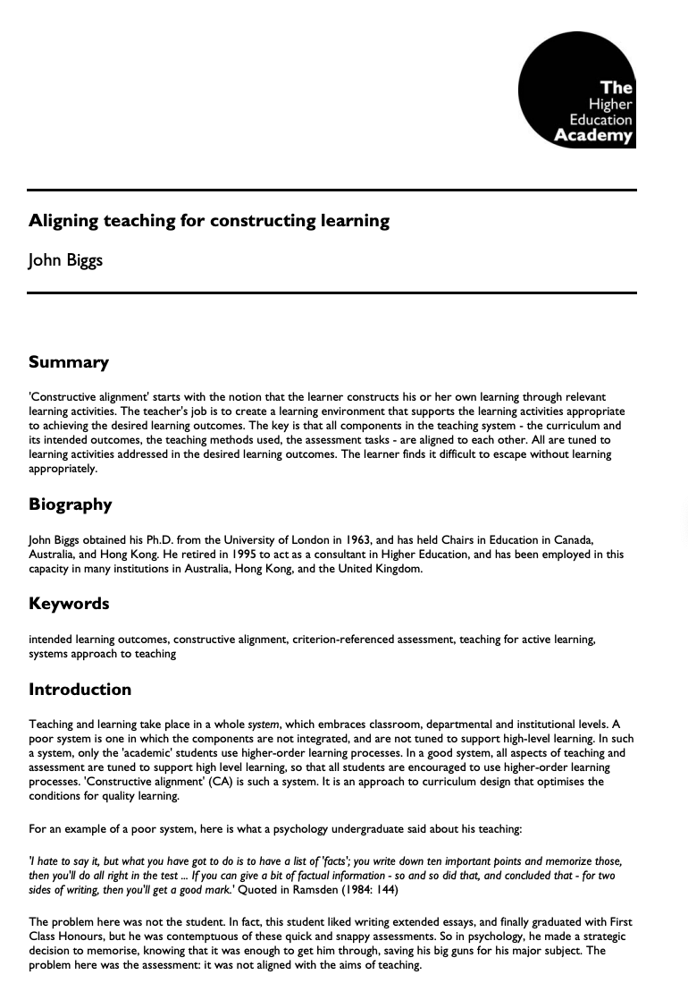 The
Higher
Education
Academy
Aligning teaching for constructing learning
John Biggs
Summary
'Constructive alignment' starts with the notion that the learner constructs his or her own learning through relevant
learning activities. The teacher's job is to create a learning environment that supports the learning activities appropriate
to achieving the desired learning outcomes. The key is that all components in the teaching system - the curriculum and
its intended outcomes, the teaching methods used, the assessment tasks - are aligned to each other. All are tuned to
learning activities addressed in the desired learning outcomes. The learner finds it difficult to escape without learning
appropriately.
Biography
John Biggs obtained his Ph.D. from the University of London in 1963, and has held Chairs in Education in Canada,
Australia, and Hong Kong. He retired in 1995 to act as a consultant in Higher Education, and has been employed in this
capacity in many institutions in Australia, Hong Kong, and the United Kingdom.
Keywords
intended learning outcomes, constructive alignment, criterion-referenced assessment, teaching for active learning,
systems approach to teaching
Introduction
Teaching and learning take place in a whole system, which embraces classroom, departmental and institutional levels. A
poor system is one in which the components are not integrated, and are not tuned to support high-level learning. In such
a system, only the 'academic' students use higher-order learning processes. In a good system, all aspects of teaching and
assessment are tuned to support high level learning, so that all students are encouraged to use higher-order learning
processes. 'Constructive alignment' (CA) is such a system. It is an approach to curriculum design that optimises the
conditions for quality learning.
For an example of a poor system, here is what a psychology undergraduate said about his teaching:
'I hate to say it, but what you have got to do is to have a list of 'facts'; you write down ten important points and memorize those,
then you'll do all right in the test ... If you can give a bit of factual information - so and so did that, and concluded that - for two
sides of writing, then you'll get a good mark.' Quoted in Ramsden (1984: 144)
The problem here was not the student. In fact, this student liked writing extended essays, and finally graduated with First
Class Honours, but he was contemptuous of these quick and snappy assessments. So in psychology, he made a strategic
decision to memorise, knowing that it was enough to get him through, saving his big guns for his major subject. The
problem here was the assessment: it was not aligned with the aims of teaching.